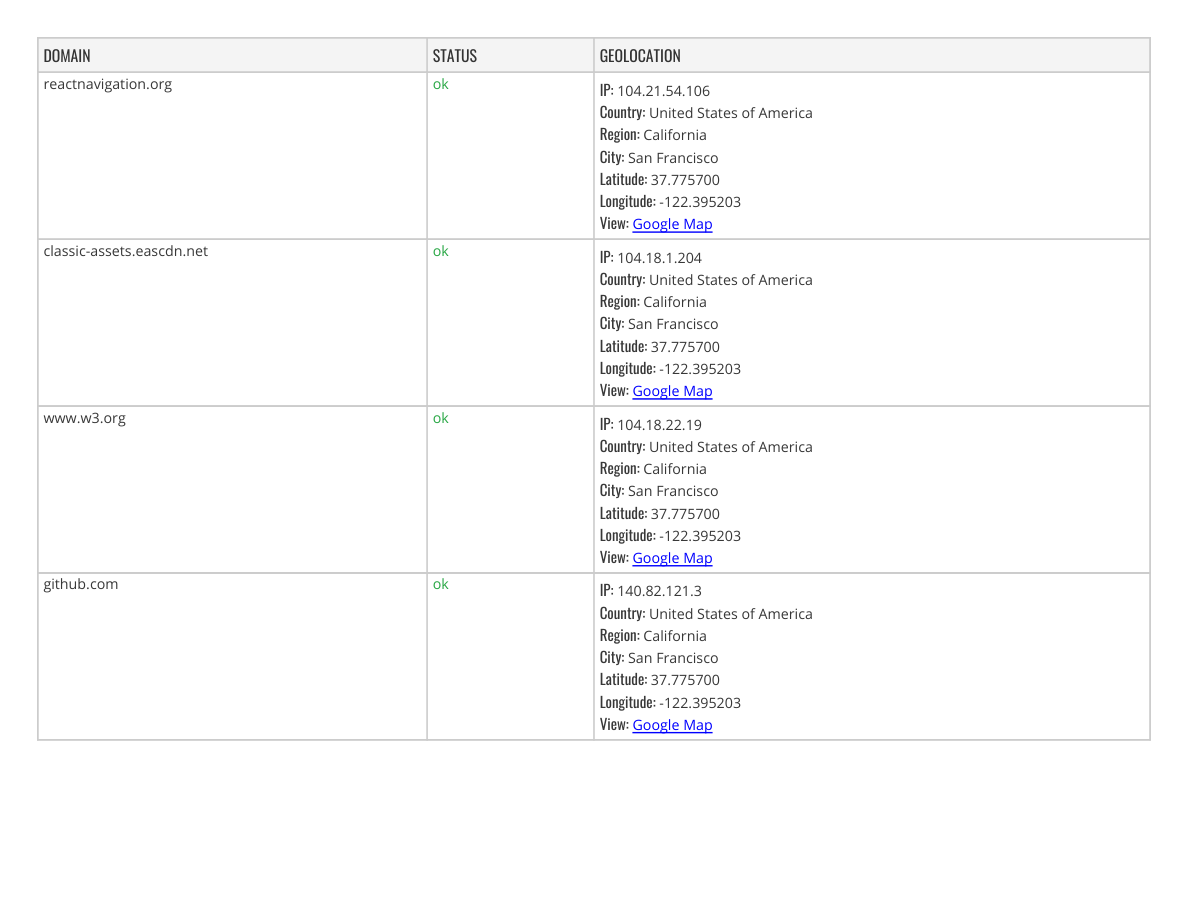 DOMAIN STATUS GEOLOCATION
reactnavigation.org ok IP: 104.21.54.106
Country: United States of America
Region: California
City: San Francisco
Latitude: 37.775700
Longitude: -122.395203
View: Google Map
classic-assets.eascdn.net ok IP: 104.18.1.204
Country: United States of America
Region: California
City: San Francisco
Latitude: 37.775700
Longitude: -122.395203
View: Google Map
www.w3.org ok IP: 104.18.22.19
Country: United States of America
Region: California
City: San Francisco
Latitude: 37.775700
Longitude: -122.395203
View: Google Map
github.com ok IP: 140.82.121.3
Country: United States of America
Region: California
City: San Francisco
Latitude: 37.775700
Longitude: -122.395203
View: Google Map